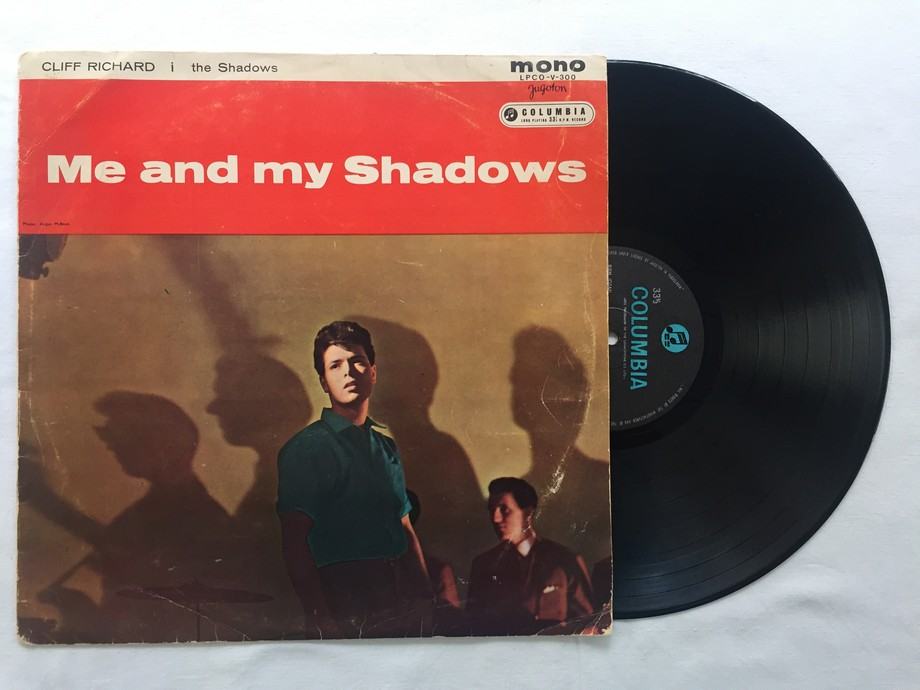 CLIFF RICHARD i the Shadows
mono
LPCO-V-300
Jugoton
COLUMBIA
LONG PLAYING 33⅓ R.P.M. RECORD
Me and my Shadows
33⅓
COLUMBIA